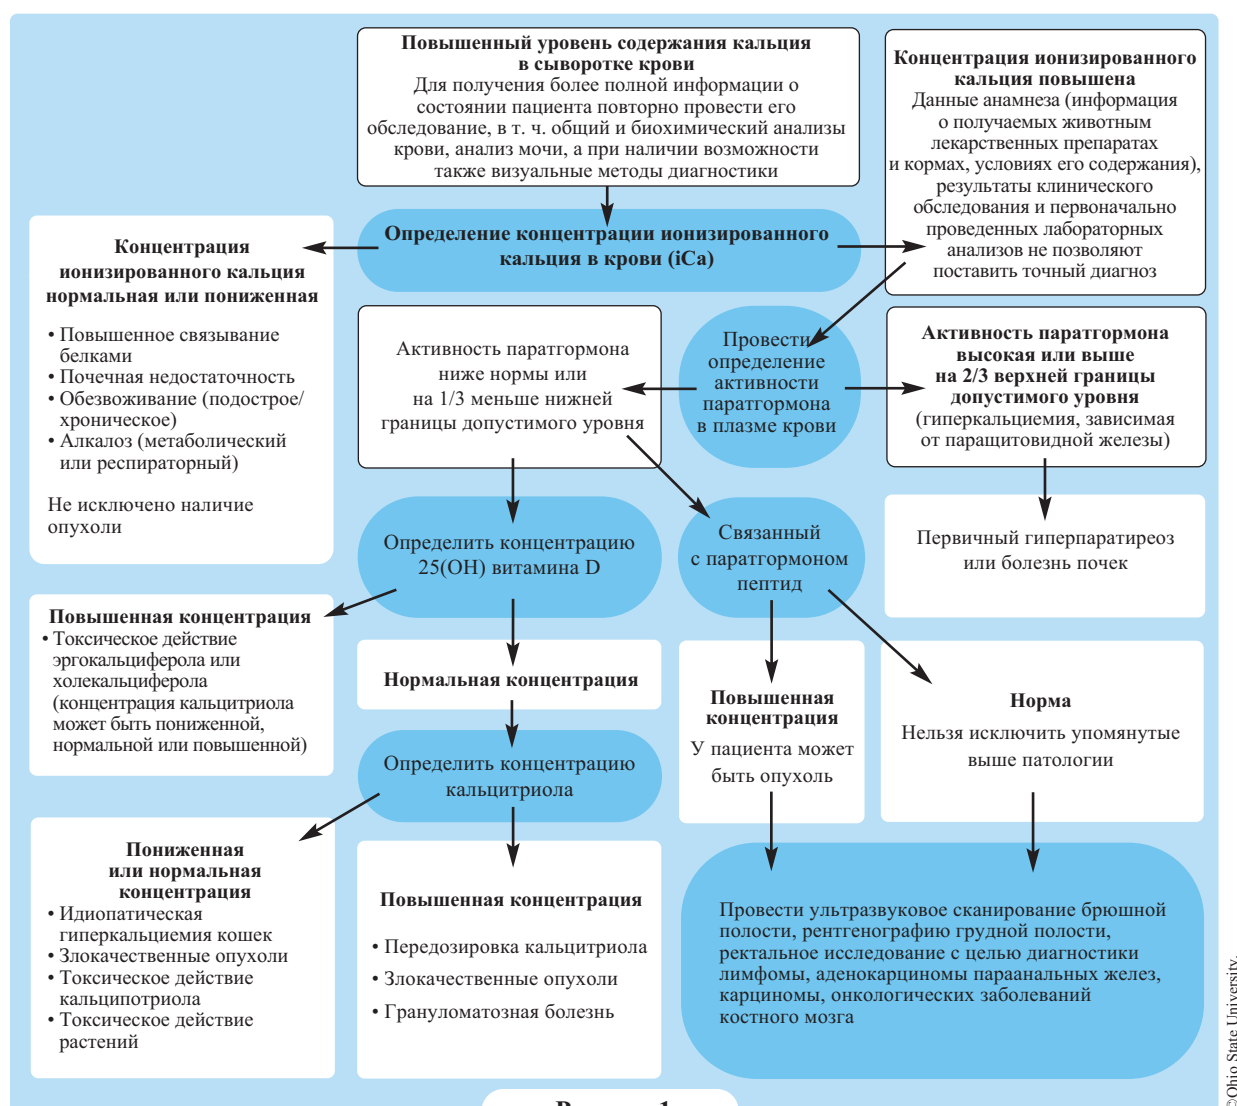 Повышенный уровень содержания кальция
в сыворотке крови
Для получения более полной информации о
состоянии пациента повторно провести его
обследование, в т. ч. общий и биохимический анализы
крови, анализ мочи, а при наличии возможности
также визуальные методы диагностики
Концентрация ионизированного
кальция повышена
Данные анамнеза (информация
о получаемых животным
лекарственных препаратах
и кормах, условиях его содержания),
результаты клинического
обследования и первоначально
проведенных лабораторных
анализов не позволяют
поставить точный диагноз
Определение концентрации ионизированного
кальция в крови (iCa)
Концентрация
ионизированного кальция
нормальная или пониженная
• Повышенное связывание
белками
• Почечная недостаточность
• Обезвоживание (подострое/
хроническое)
• Алкалоз (метаболический
или респираторный)
Не исключено наличие
опухоли
Активность паратгормона
ниже нормы или
на 1/3 меньше нижней
границы допустимого уровня
Провести
определение
активности
паратгормона
в плазме крови
Активность паратгормона
высокая или выше
на 2/3 верхней границы
допустимого уровня
(гиперкальциемия, зависимая
от паращитовидной железы)
Определить концентрацию
25(OH) витамина D
Связанный
с паратгормоном
пептид
Первичный гиперпаратиреоз
или болезнь почек
Повышенная концентрация
• Токсическое действие
эргокальциферола или
холекальциферола
(концентрация кальцитриола
может быть пониженной,
нормальной или повышенной)
Нормальная концентрация
Повышенная
концентрация
У пациента может
быть опухоль
Норма
Нельзя исключить упомянутые
выше патологии
Определить концентрацию
кальцитриола
Пониженная
или нормальная
концентрация
• Идиопатическая
гиперкальциемия кошек
• Злокачественные опухоли
• Токсическое действие
кальципотриола
• Токсическое действие
растений
Повышенная концентрация
• Передозировка кальцитриола
• Злокачественные опухоли
• Грануломатозная болезнь
Провести ультразвуковое сканирование брюшной
полости, рентгенографию грудной полости,
ректальное исследование с целью диагностики
лимфомы, аденокарциномы параанальных желез,
карциномы, онкологических заболеваний
костного мозга
©Ohio State University.